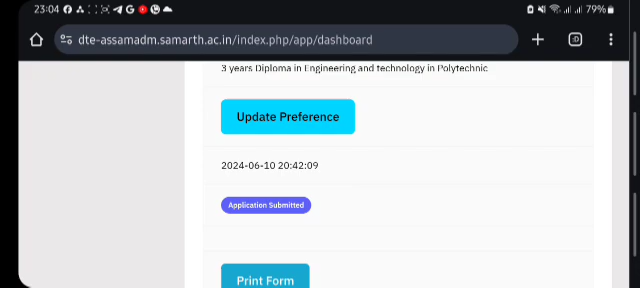 23:04
79%
dte-assamadm.samarth.ac.in/index.php/app/dashboard
:D
3 years Diploma in Engineering and technology in Polytechnic
Update Preference
2024-06-10 20:42:09
Application Submitted
Print Form